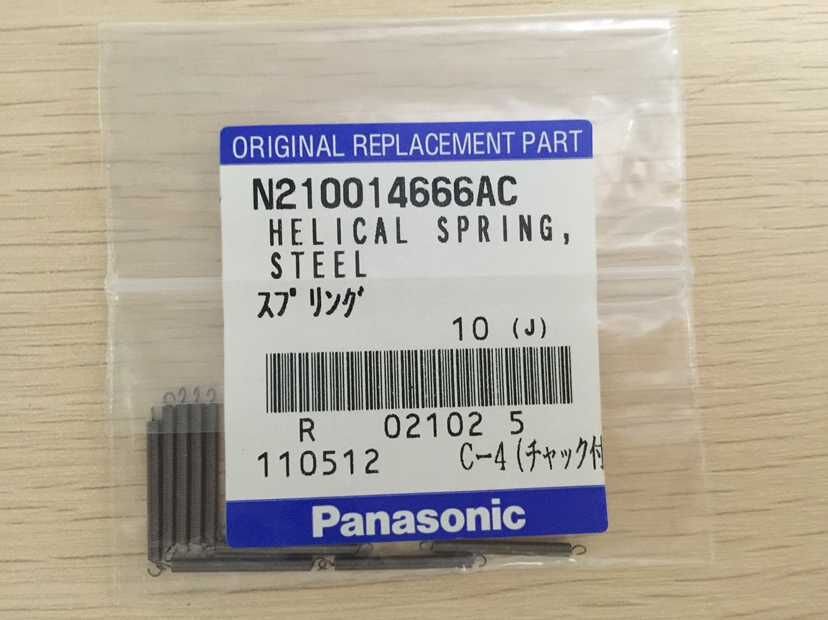 ORIGINAL REPLACEMENT PART
N210014666AC
HELICAL SPRING,
STEEL
スプリング
10 (J)
R 02102 5
110512 C-4(チャック付
Panasonic